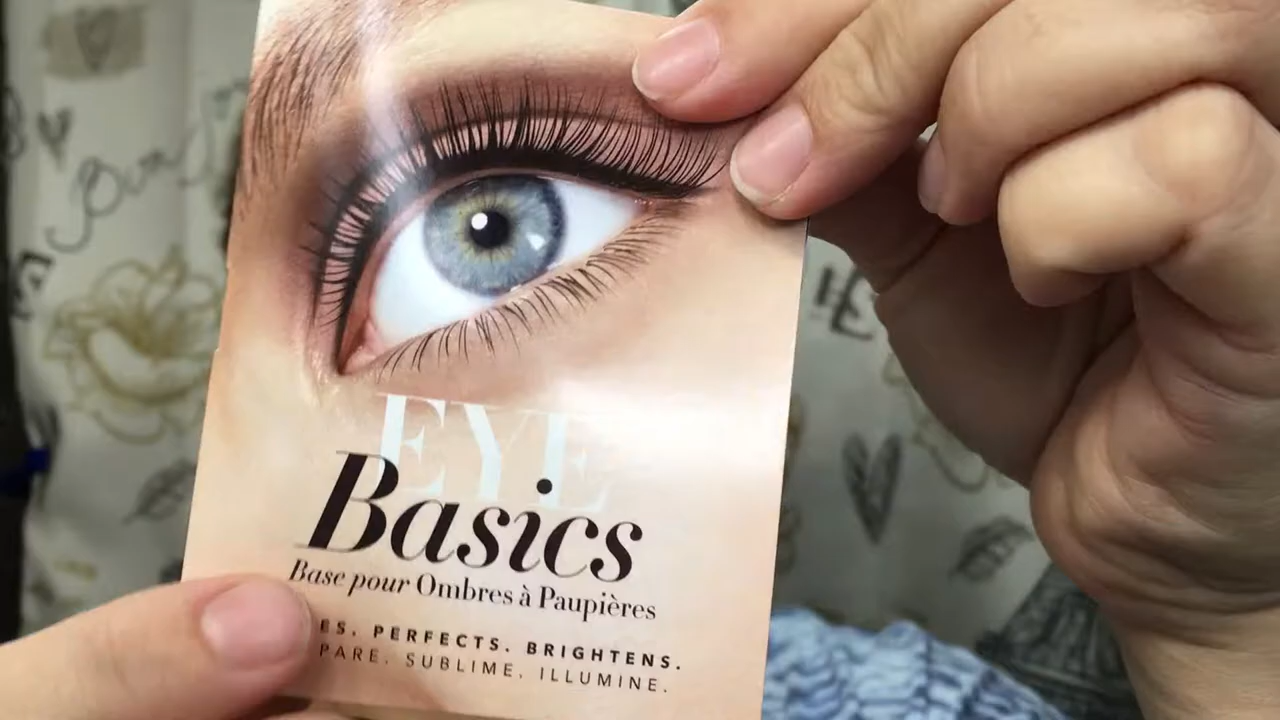 EYE
Basics
Base pour Ombres à Paupières
PERFECTS. BRIGHTENS.
SUBLIME. ILLUMINE.